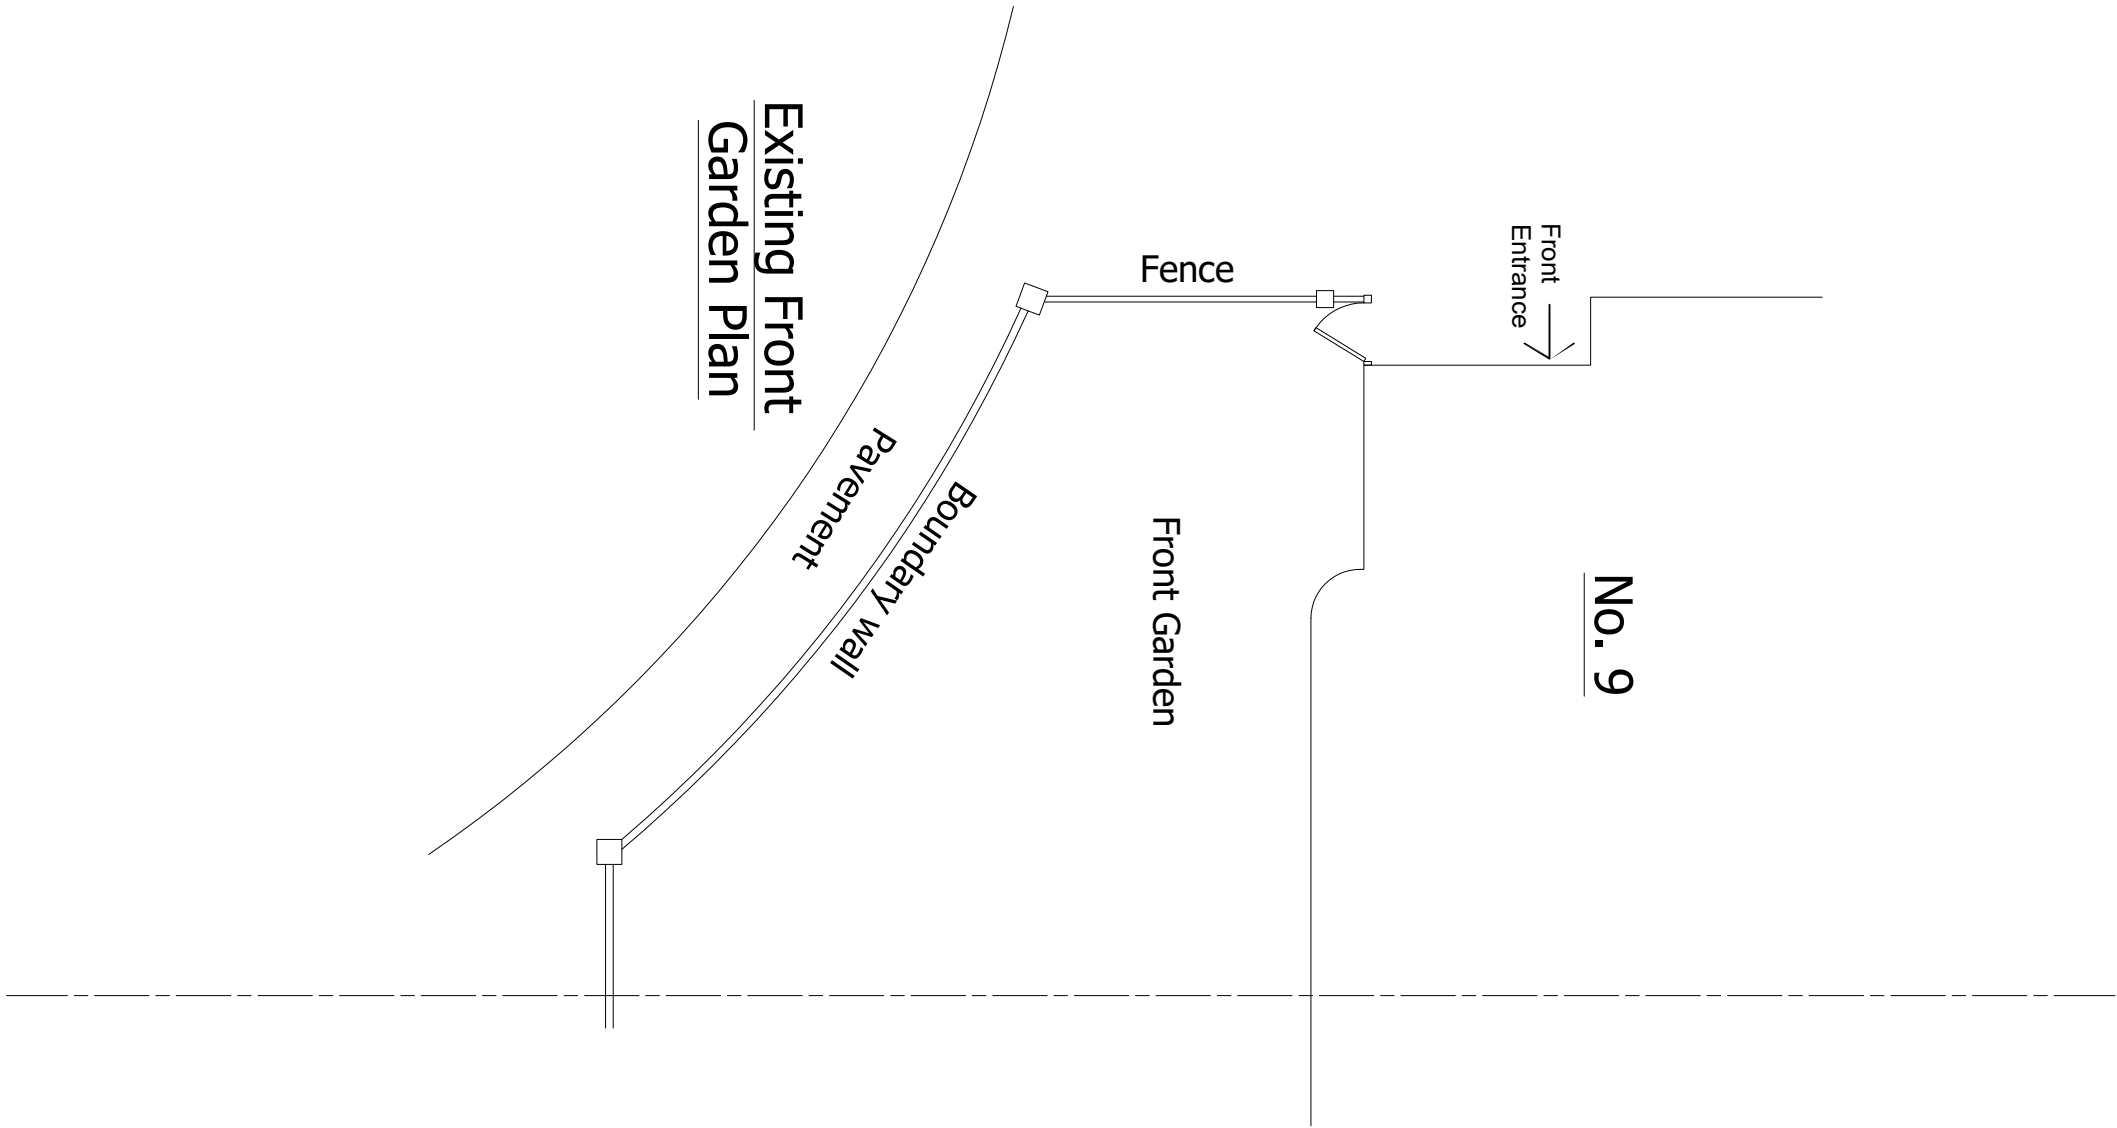 Existing Front
Garden Plan
Fence
Front
Entrance
Pavement
Boundary wall
Front Garden
No. 9